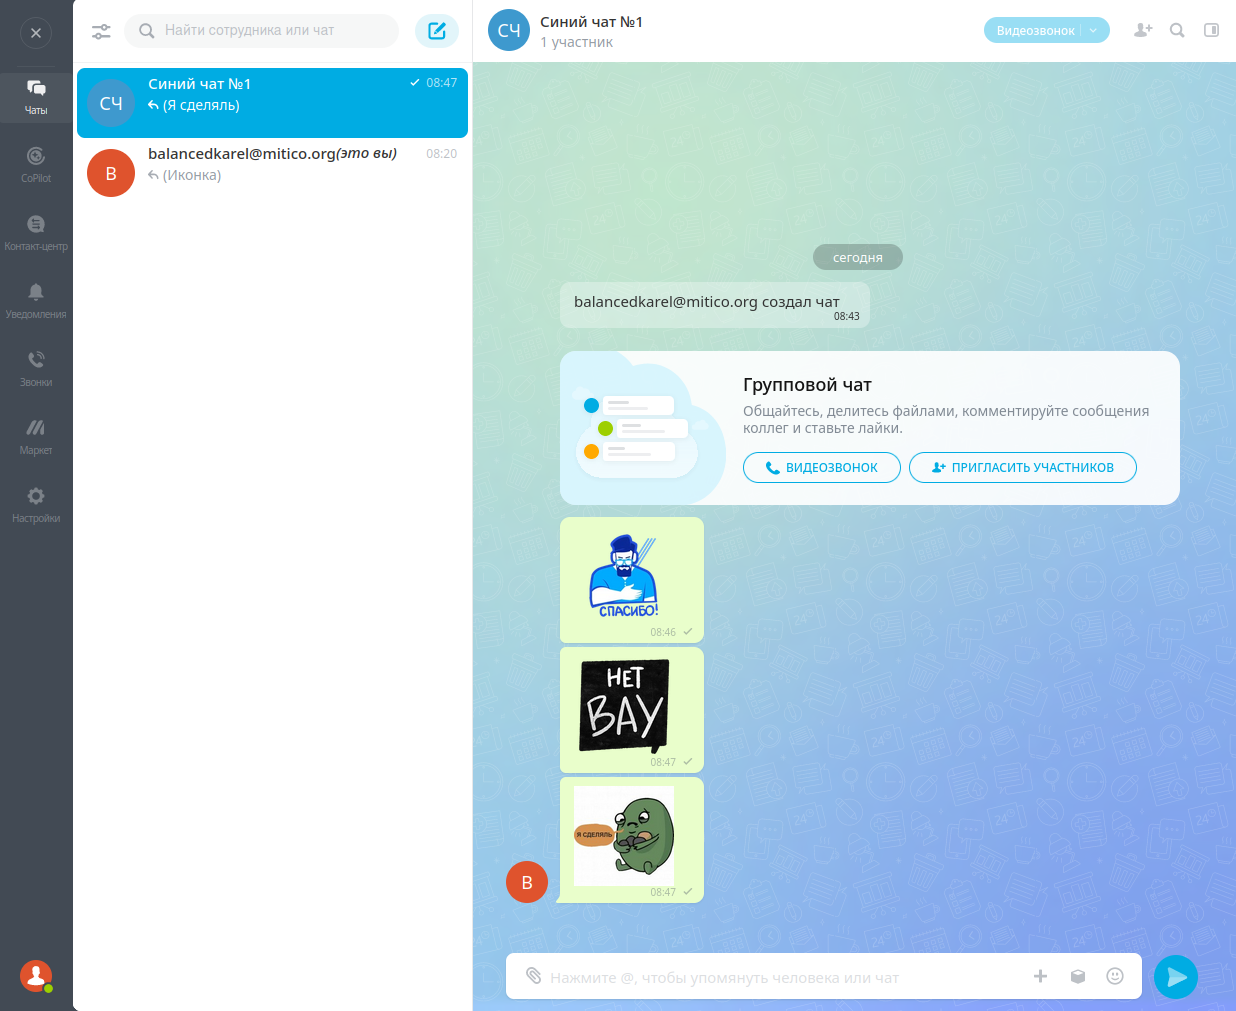 Чаты
CoPilot
Контакт-центр
Уведомления
Звонки
Маркет
Настройки
Найти сотрудника или чат
СЧ
Синий чат №1
08:47
(Я сделяль)
B
balancedkarel@mitico.org(это вы)
08:20
(Иконка)
СЧ
Синий чат №1
1 участник
Видеозвонок
сегодня
balancedkarel@mitico.org создал чат
08:43
Групповой чат
Общайтесь, делитесь файлами, комментируйте сообщения
коллег и ставьте лайки.
ВИДЕОЗВОНОК
ПРИГЛАСИТЬ УЧАСТНИКОВ
СПАСИБО!
08:46
НЕТ
ВАУ
08:47
Я СДЕЛЯЛЬ
08:47
B
Нажмите @, чтобы упомянуть человека или чат